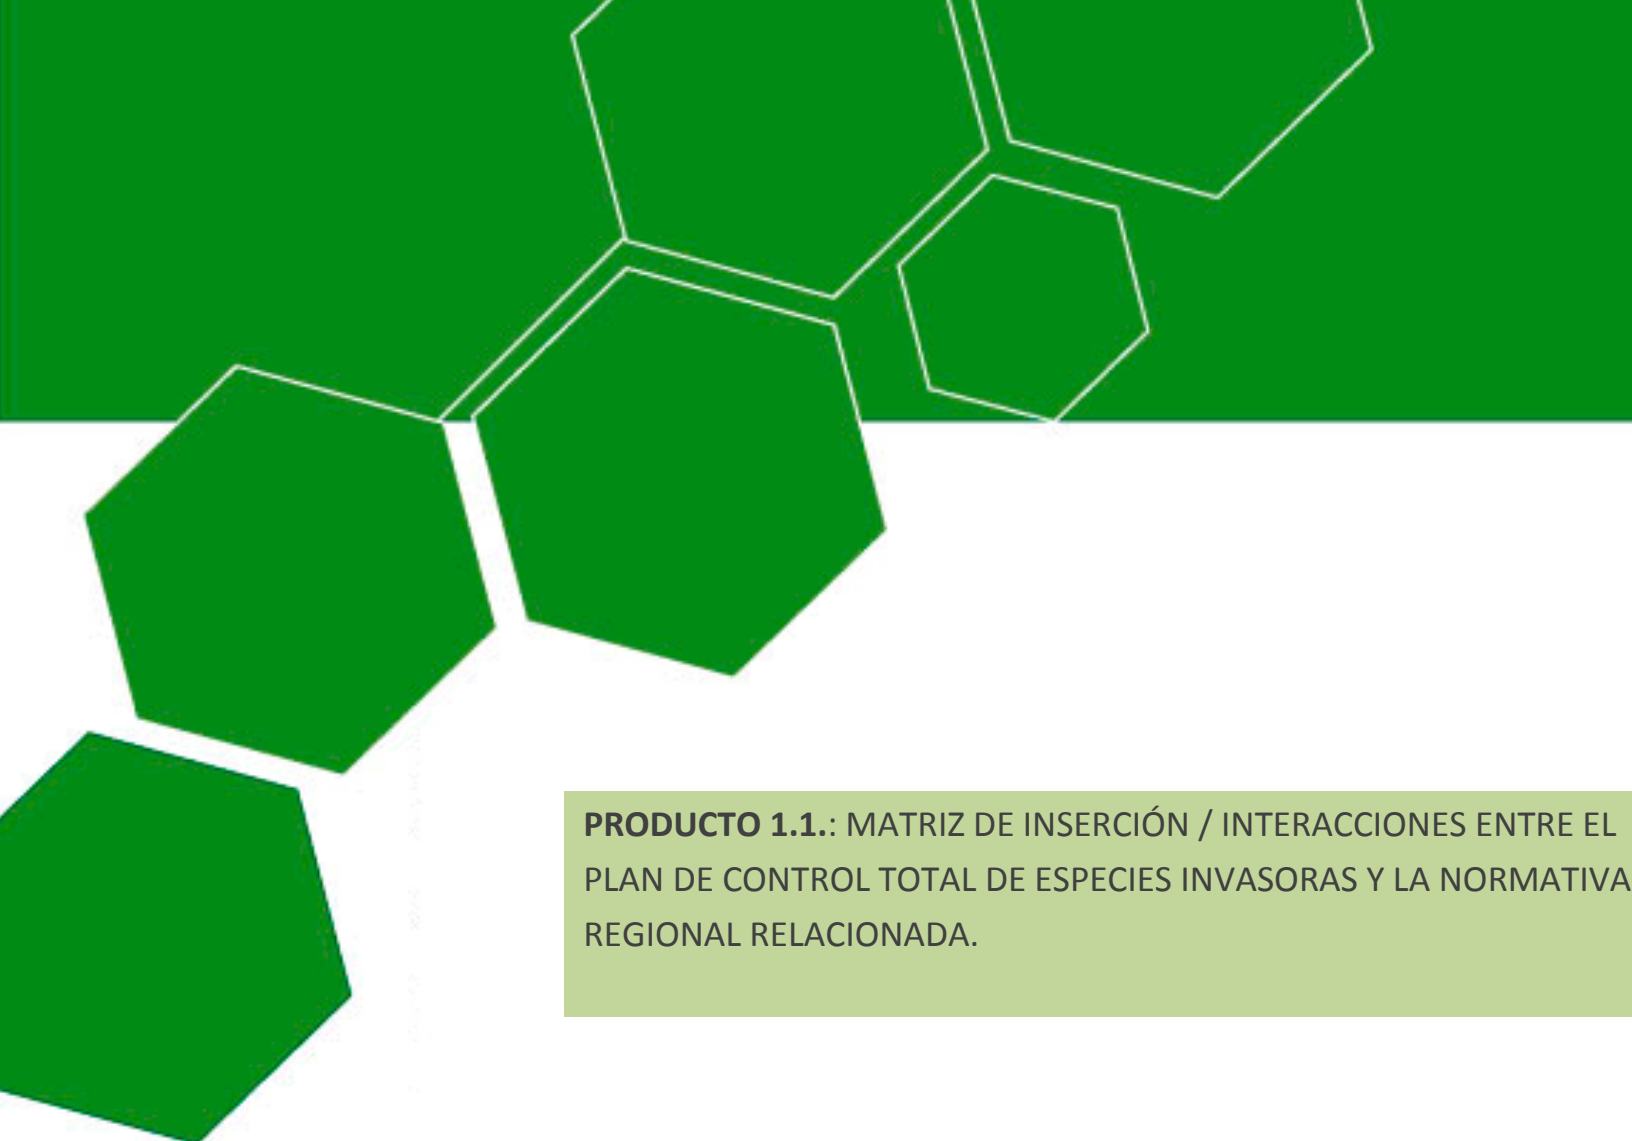 PRODUCTO 1.1.: MATRIZ DE INSERCIÓN / INTERACCIONES ENTRE EL
PLAN DE CONTROL TOTAL DE ESPECIES INVASORAS Y LA NORMATIVA
REGIONAL RELACIONADA.